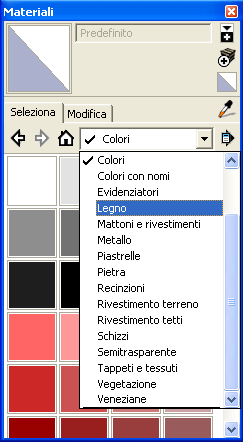 Materiali
Predefinito
Seleziona Modifica
Colori
Colori
Colori con nomi
Evidenziatori
Legno
Mattoni e rivestimenti
Metallo
Piastrelle
Pietra
Recinzioni
Rivestimento terreno
Rivestimento tetti
Schizzi
Semitrasparente
Tappeti e tessuti
Vegetazione
Veneziane